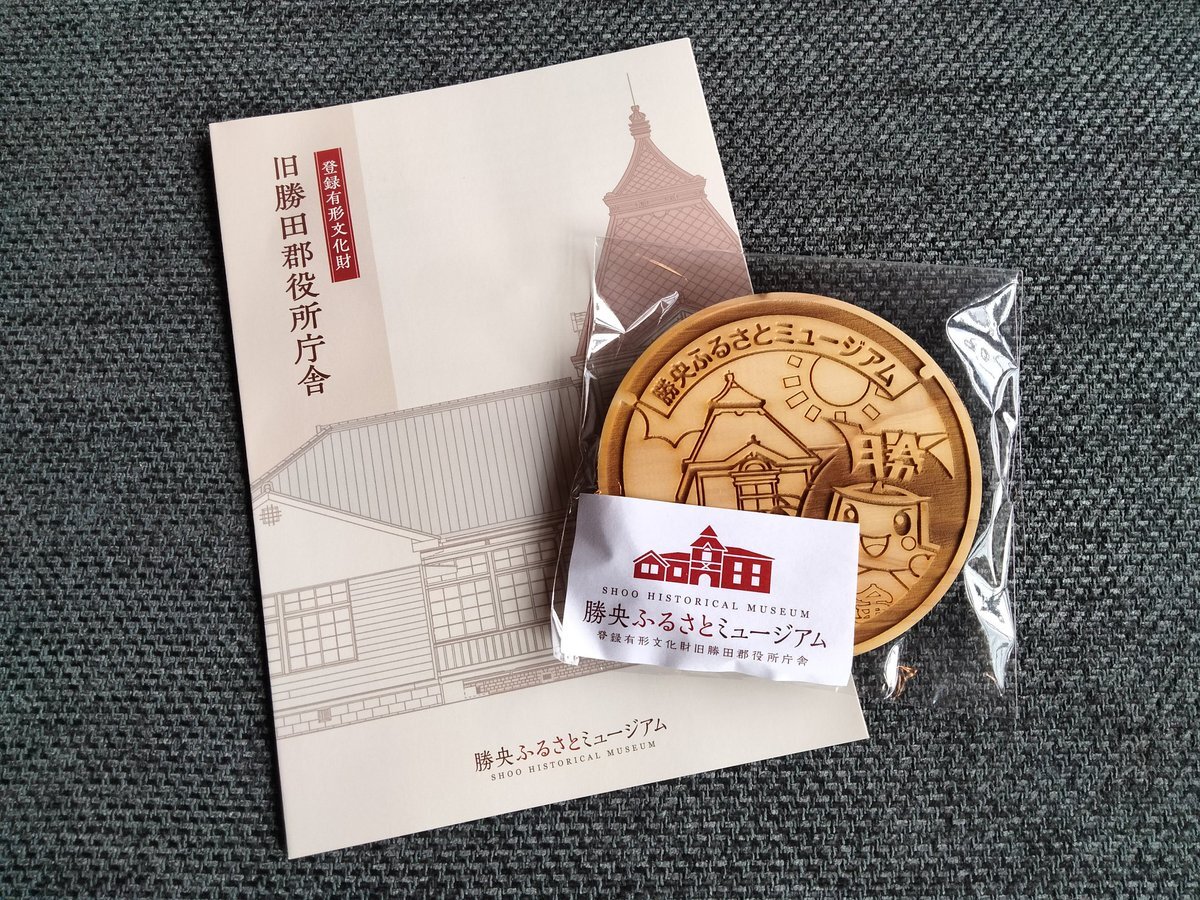 登録有形文化財
旧勝田郡役所庁舎
勝央ふるさとミュージアム
SHOO HISTORICAL MUSEUM
勝央ふるさとミュージアム
勝
SHOO HISTORICAL MUSEUM
勝央ふるさとミュージアム
登録有形文化財旧勝田郡役所庁舎